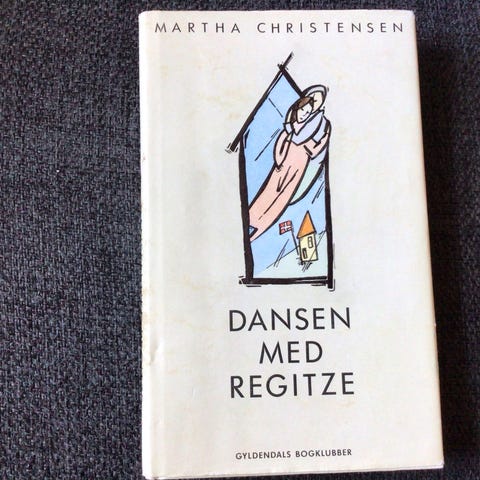 MARTHA CHRISTENSEN
DANSEN
MED
REGITZE
GYLDENDALS BOGKLUBBER